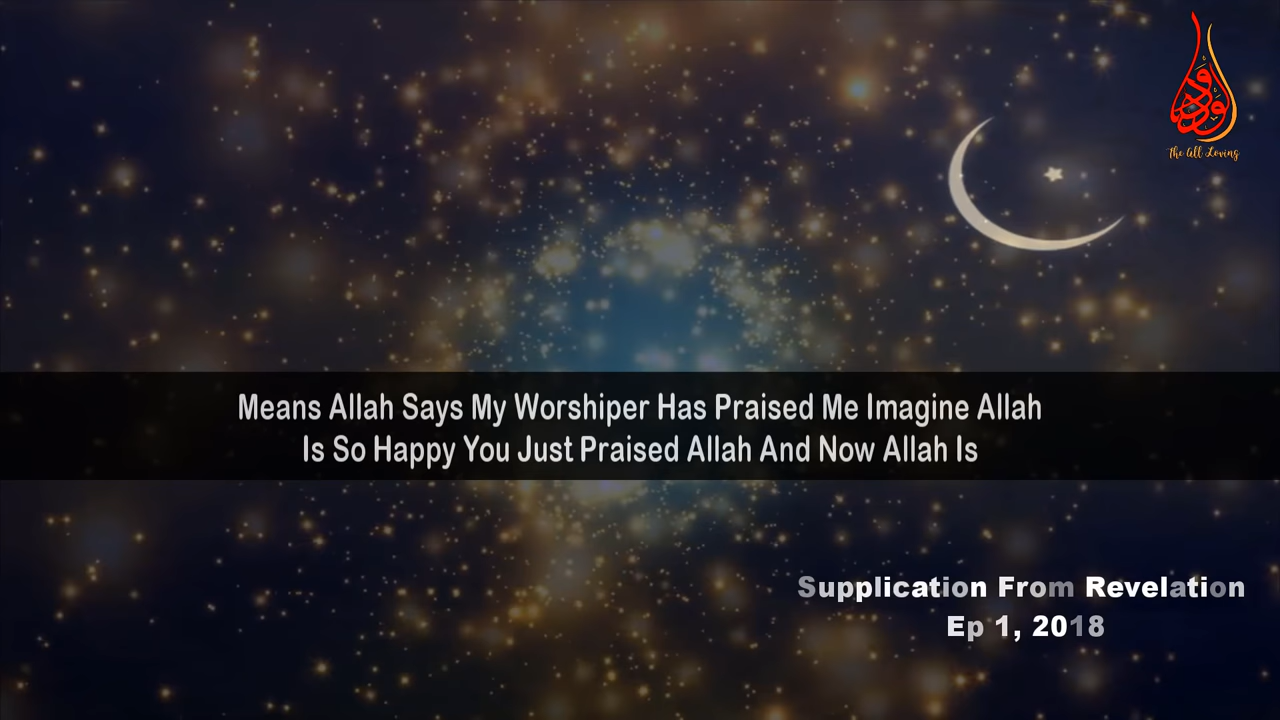 الودود
The All Loving
Means Allah Says My Worshiper Has Praised Me Imagine Allah
Is So Happy You Just Praised Allah And Now Allah Is
Supplication From Revelation
Ep 1, 2018